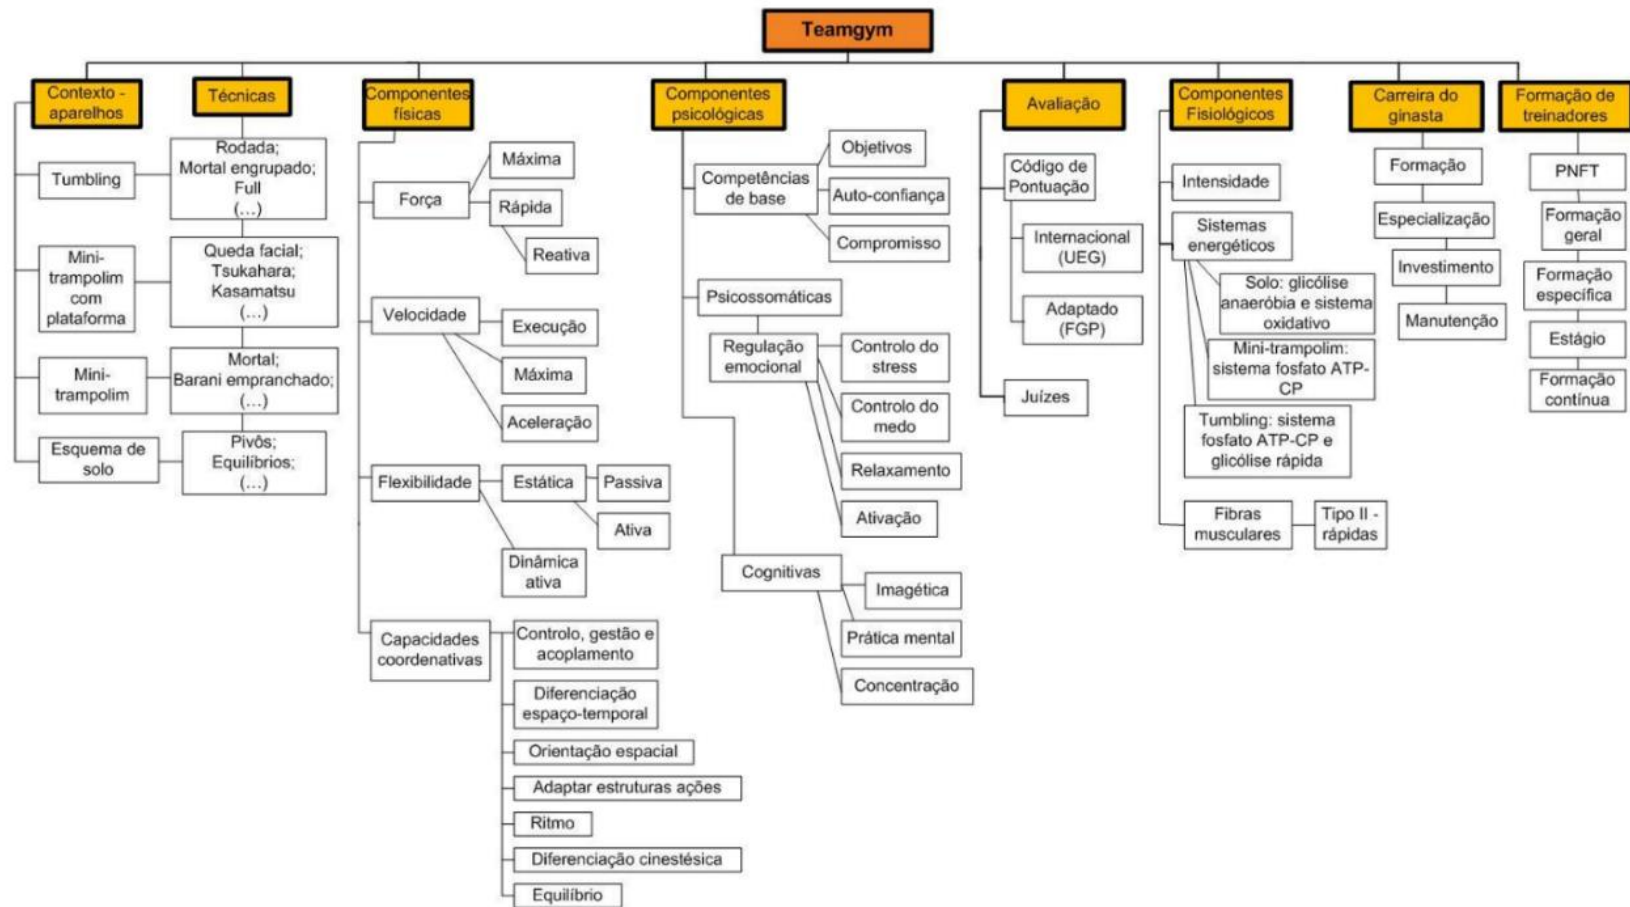 Teamgym
Contexto -
aparelhos
Técnicas
Tumbling
Rodada;
Mortal engrupado;
Full
(...)
Mini-
trampolim
com
plataforma
Queda facial;
Tsukahara;
Kasamatsu
(...)
Mini-
trampolim
Mortal;
Barani empranchado;
(...)
Esquema de
solo
Pivôs;
Equilíbrios;
(...)
Componentes
físicas
Força
Máxima
Rápida
Reativa
Velocidade
Execução
Máxima
Aceleração
Flexibilidade
Estática
Passiva
Ativa
Dinâmica
ativa
Capacidades
coordenativas
Controlo, gestão e
acoplamento
Diferenciação
espaço-temporal
Orientação espacial
Adaptar estruturas ações
Ritmo
Diferenciação cinestésica
Equilíbrio
Componentes
psicológicas
Competências
de base
Objetivos
Auto-confiança
Compromisso
Psicossomáticas
Regulação
emocional
Controlo do
stress
Controlo do
medo
Relaxamento
Ativação
Cognitivas
Imagética
Prática mental
Concentração
Avaliação
Código de
Pontuação
Internacional
(UEG)
Adaptado
(FGP)
Juízes
Componentes
Fisiológicos
Intensidade
Sistemas
energéticos
Solo: glicólise
anaeróbia e sistema
oxidativo
Mini-trampolim:
sistema fosfato ATP-
CP
Tumbling: sistema
fosfato ATP-CP e
glicólise rápida
Fibras
musculares
Tipo II -
rápidas
Carreira do
ginasta
Formação
Especialização
Investimento
Manutenção
Formação de
treinadores
PNFT
Formação
geral
Formação
específica
Estágio
Formação
contínua